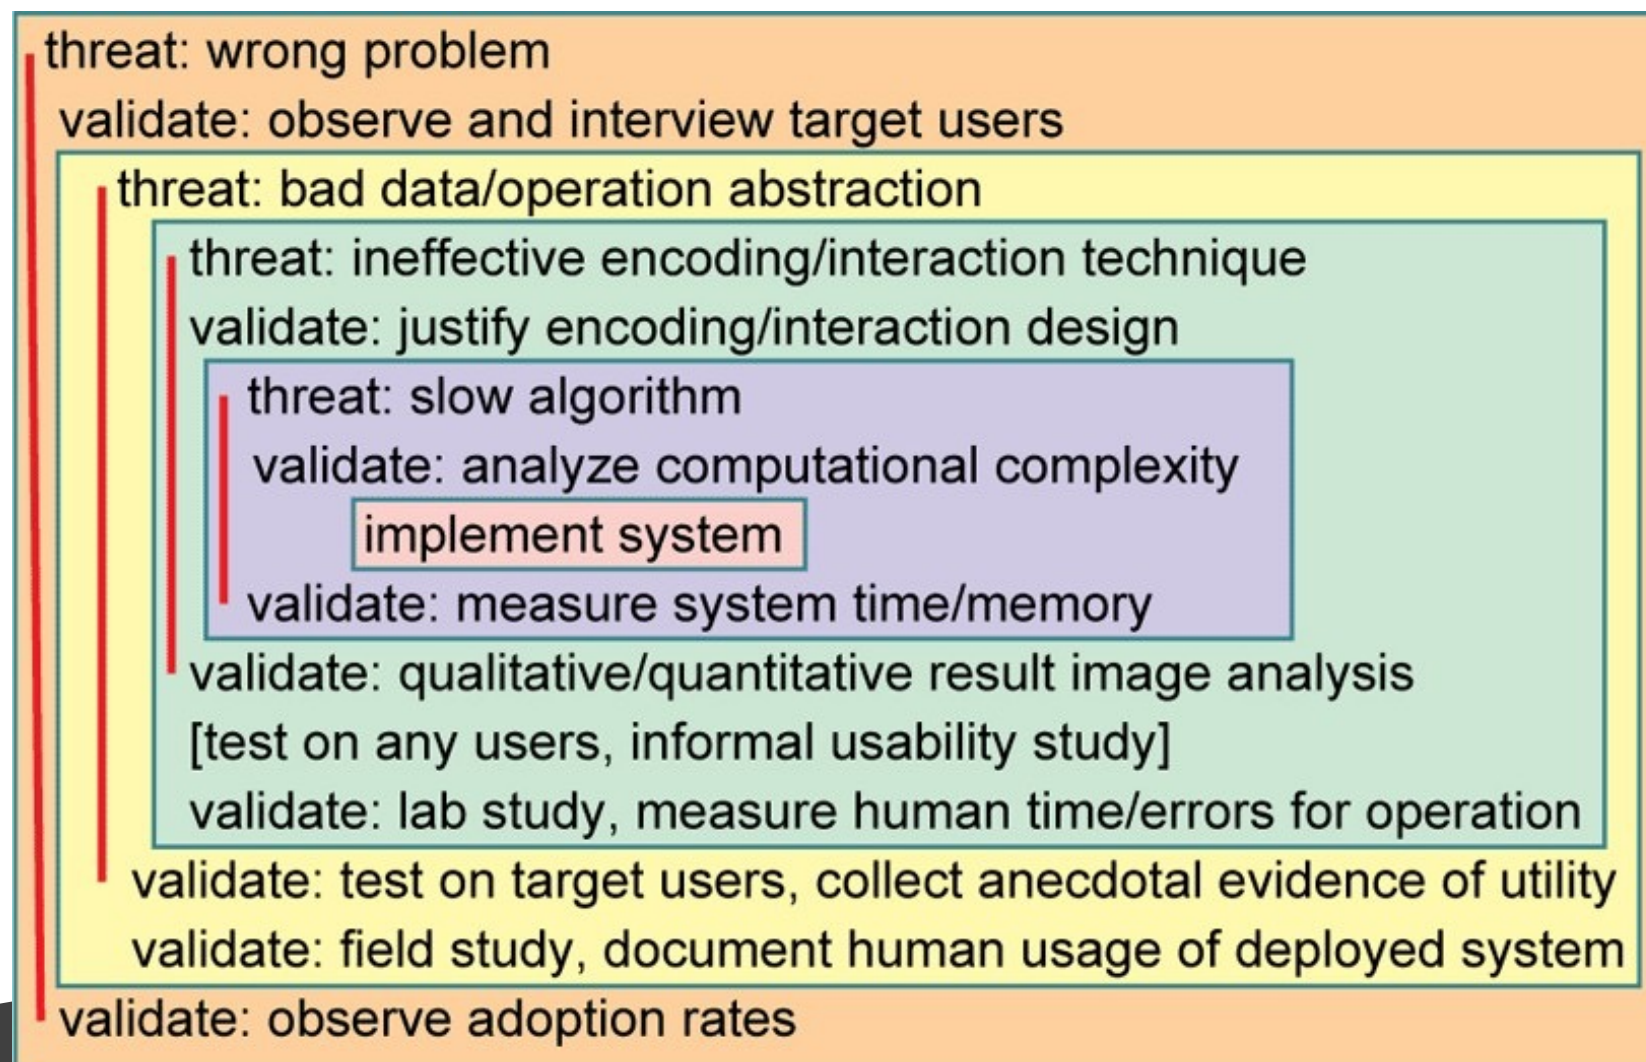 threat: wrong problem
validate: observe and interview target users
threat: bad data/operation abstraction
threat: ineffective encoding/interaction technique
validate: justify encoding/interaction design
threat: slow algorithm
validate: analyze computational complexity
implement system
validate: measure system time/memory
validate: qualitative/quantitative result image analysis
[test on any users, informal usability study]
validate: lab study, measure human time/errors for operation
validate: test on target users, collect anecdotal evidence of utility
validate: field study, document human usage of deployed system
validate: observe adoption rates